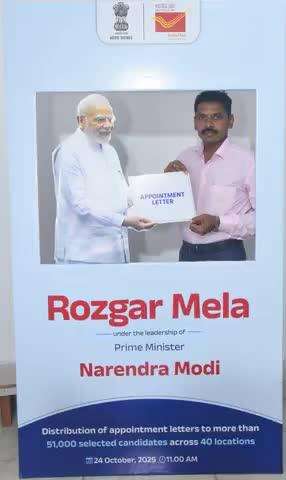 APPOINTMENT
LETTER
Rozgar Mela
under the leadership of
Prime Minister
Narendra Modi
Distribution of appointment letters to more than
51,000 selected candidates across 40 locations
24 October, 2025 11.00 AM